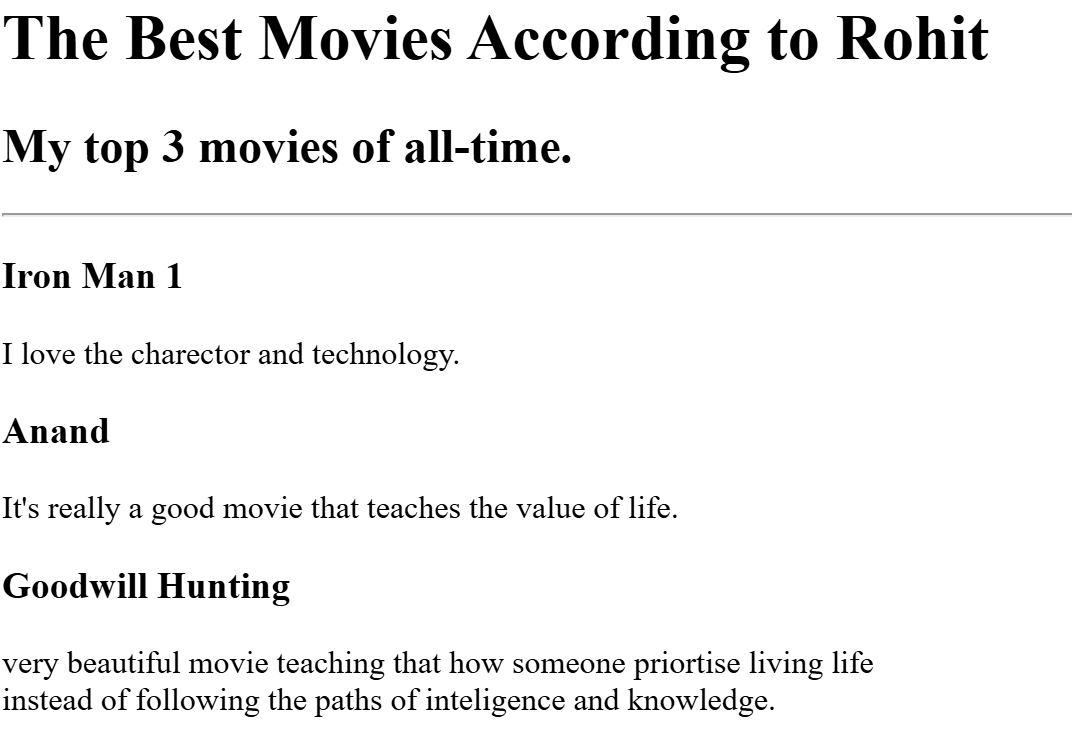 The Best Movies According to Rohit
My top 3 movies of all-time.
Iron Man 1
I love the charector and technology.
Anand
It's really a good movie that teaches the value of life.
Goodwill Hunting
very beautiful movie teaching that how someone priortise living life
instead of following the paths of inteligence and knowledge.